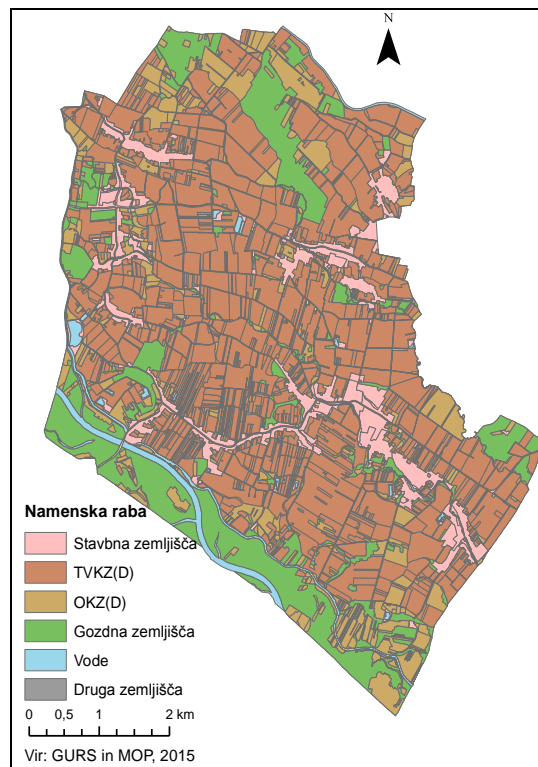 N
Namenska raba
Stavbna zemljišča
TVKZ(D)
OKZ(D)
Gozdna zemljišča
Vode
Druga zemljišča
0 0,5 1 2 km
Vir: GURS in MOP, 2015